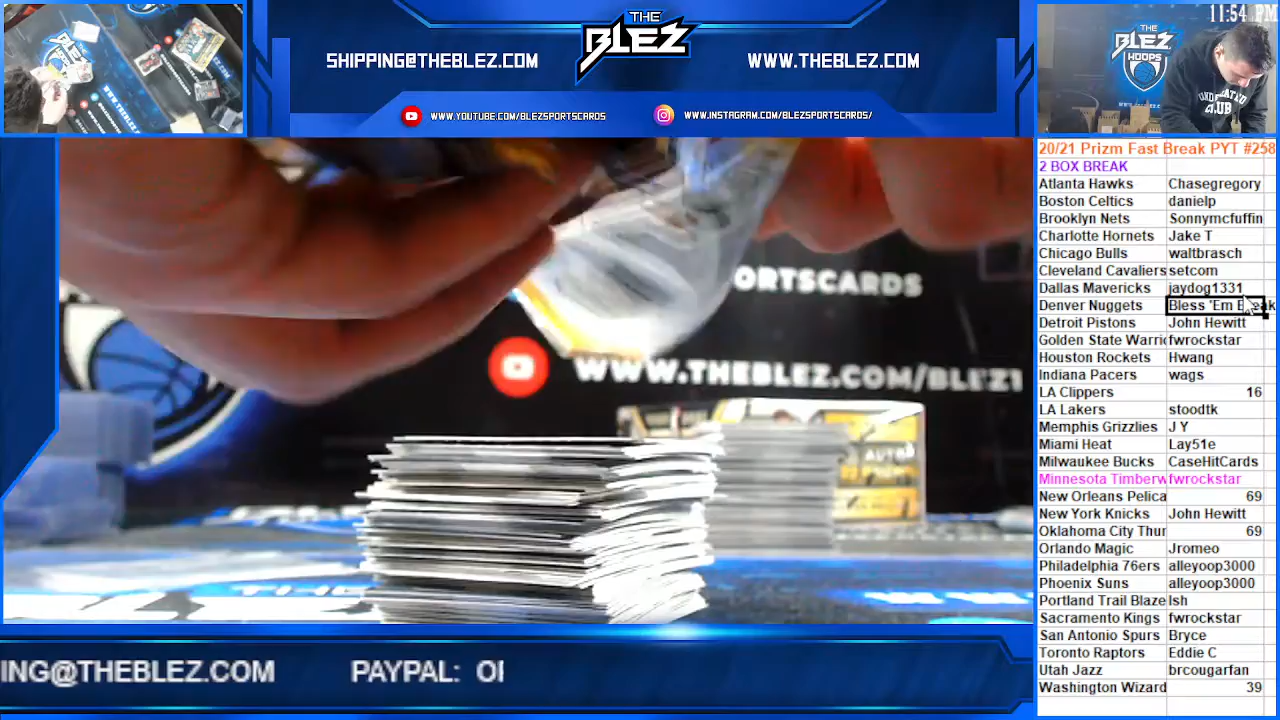 11:54 PM
THE
BLEZ
SHIPPING@THEBLEZ.COM
WWW.THEBLEZ.COM
WWW.YOUTUBE.COM/BLEZSPORTSCARDS
WWW.INSTAGRAM.COM/BLEZSPORTSCARDS/
THE
BLEZ
HOOPS
CLUB
20/21 Prizm Fast Break PYT #258
2 BOX BREAK
Atlanta Hawks Chasegregory
Boston Celtics danielp
Brooklyn Nets Sonnymcfuffin
Charlotte Hornets Jake T
Chicago Bulls waltbrasch
Cleveland Cavaliers setcom
Dallas Mavericks jaydog1331
Denver Nuggets Bless 'Em
Detroit Pistons John Hewitt
Golden State Warrio fwrockstar
Houston Rockets Hwang
Indiana Pacers wags
LA Clippers 16
LA Lakers stoodtk
Memphis Grizzlies J Y
Miami Heat Lay51e
Milwaukee Bucks CaseHitCards
Minnesota Timberw fwrockstar
New Orleans Pelica 69
New York Knicks John Hewitt
Oklahoma City Thur 69
Orlando Magic Jromeo
Philadelphia 76ers alleyoop3000
Phoenix Suns alleyoop3000
Portland Trail Blaze Ish
Sacramento Kings fwrockstar
San Antonio Spurs Bryce
Toronto Raptors Eddie C
Utah Jazz brcougarfan
Washington Wizard 39
ORTSCARDS
WWW.THEBLEZ.COM/BLEZ1
AUTO
THE
ING@THEBLEZ.COM PAYPAL: